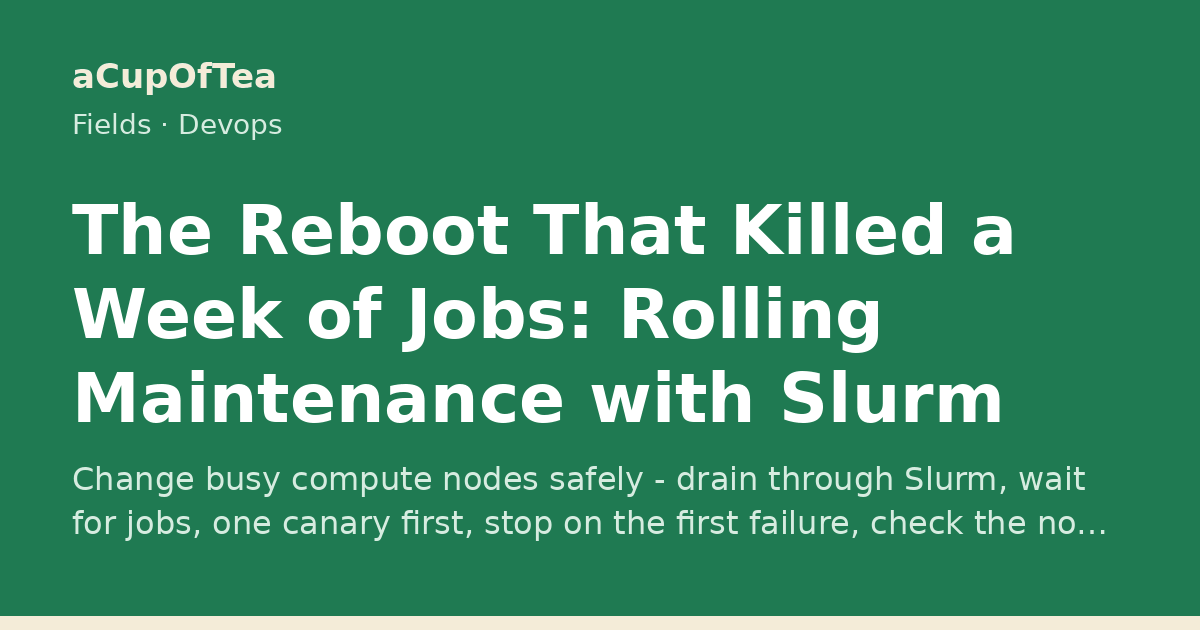 aCupOfTea
Fields · Devops
The Reboot That Killed a
Week of Jobs: Rolling
Maintenance with Slurm
Change busy compute nodes safely - drain through Slurm, wait
for jobs, one canary first, stop on the first failure, check the no…